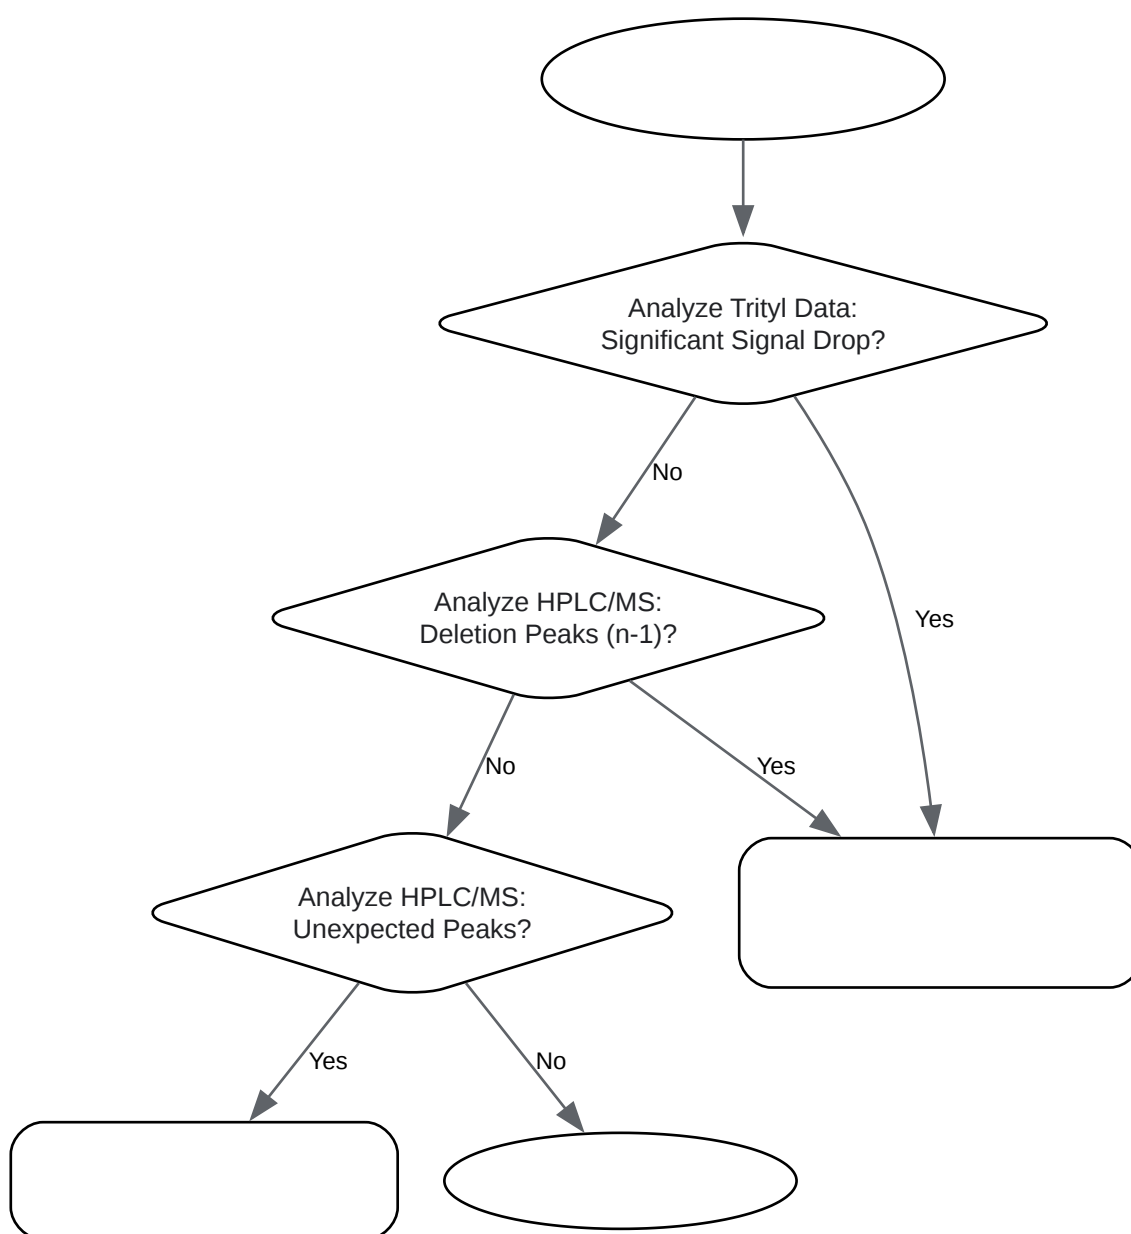 Analyze Trityl Data:
Significant Signal Drop?
No
Yes
Analyze HPLC/MS:
Deletion Peaks (n-1)?
No
Yes
Analyze HPLC/MS:
Unexpected Peaks?
Yes
No